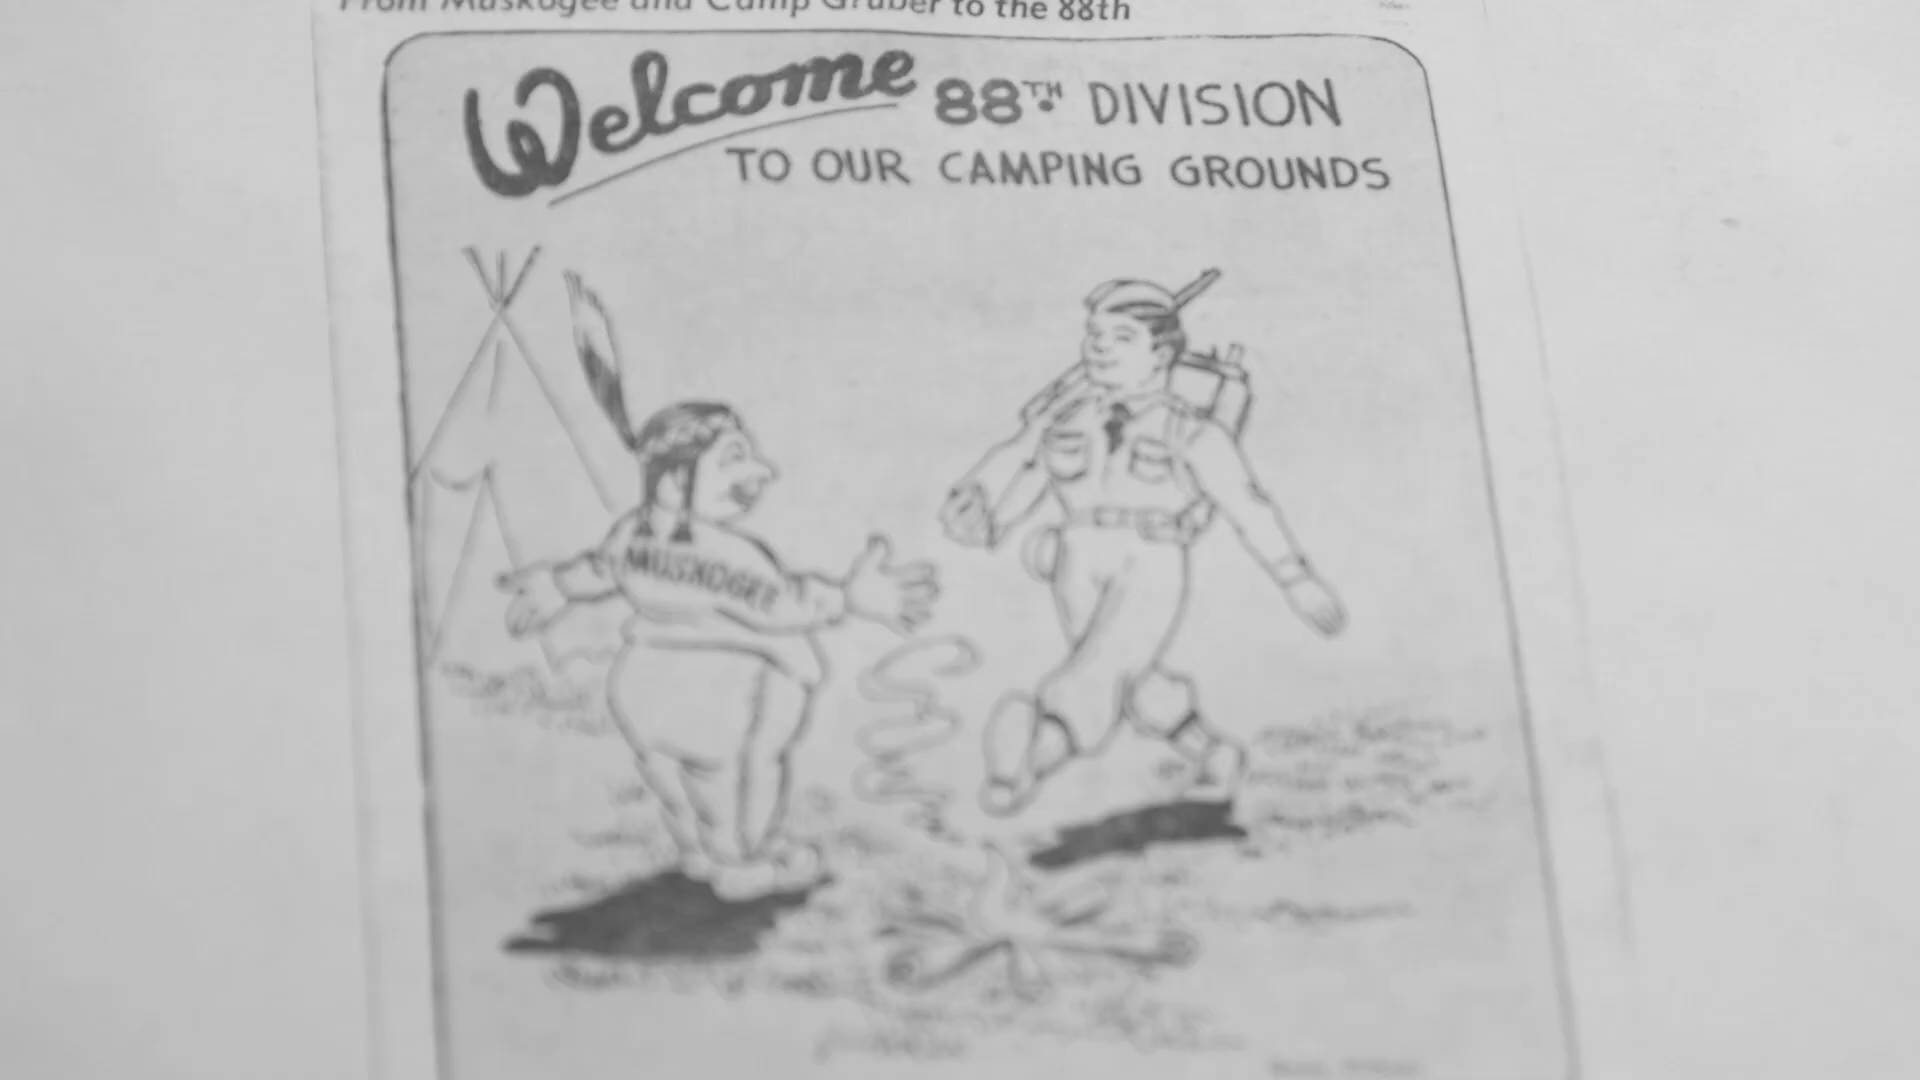 From Muskogee and Camp Gruber to the 88th
Welcome 88TH DIVISION
TO OUR CAMPING GROUNDS
MUSKOGEE